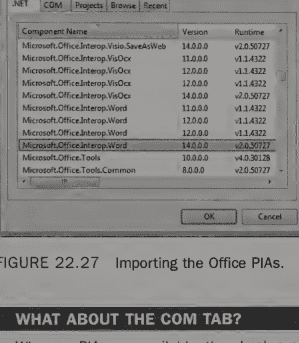 .NET COM Projects Browse Recent
Component Name Version Runtime
Microsoft.Office.Interop.Visio.SaveAsWeb 14.0.0.0 v2.0.50727
Microsoft.Office.Interop.VisOcx 11.0.0.0 v1.1.4322
Microsoft.Office.Interop.VisOcx 12.0.0.0 v1.1.4322
Microsoft.Office.Interop.VisOcx 12.0.0.0 v1.1.4322
Microsoft.Office.Interop.VisOcx 14.0.0.0 v2.0.50727
Microsoft.Office.Interop.Word 11.0.0.0 v1.1.4322
Microsoft.Office.Interop.Word 12.0.0.0 v1.1.4322
Microsoft.Office.Interop.Word 12.0.0.0 v1.1.4322
Microsoft.Office.Interop.Word 14.0.0.0 v2.0.50727
Microsoft.Office.Tools 10.0.0.0 v4.0.30128
Microsoft.Office.Tools.Common 8.0.0.0 v2.0.50727
OK Cancel
FIGURE 22.27 Importing the Office PIAs.
WHAT ABOUT THE COM TAB?